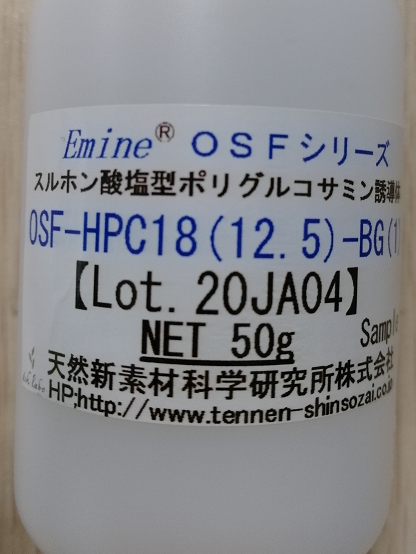 Emine® OSFシリーズ
スルホン酸塩型ポリグルコサミン誘導体
OSF-HPC18(12.5)-BG(1)
【Lot. 20JA04】
NET 50g
Sample
天然新素材科学研究所株式会社
HP;http://www.tennen-shinsozai.co.jp